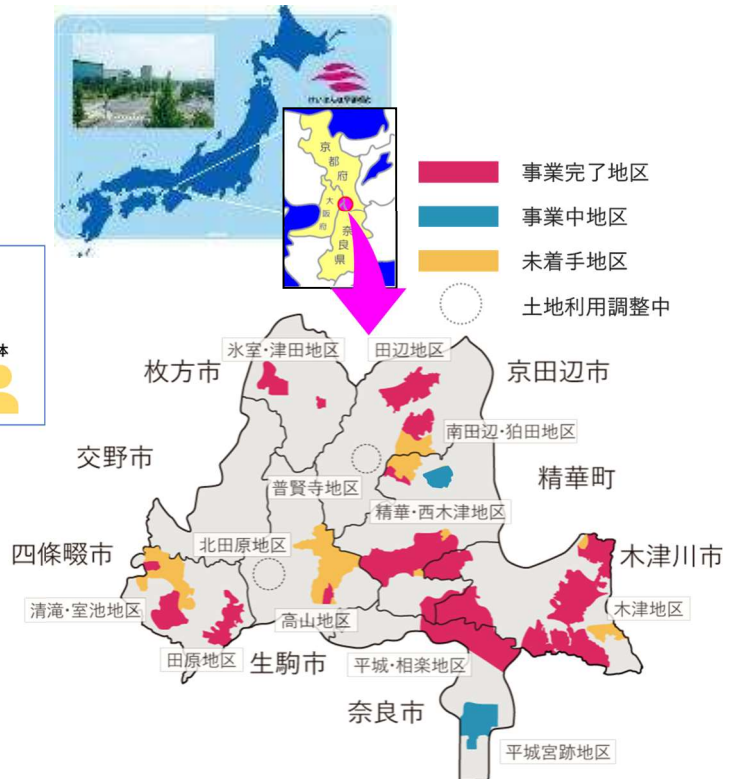 けいはんな学研都市
京都府
大阪府
奈良県
事業完了地区
事業中地区
未着手地区
土地利用調整中
体
氷室・津田地区
田辺地区
枚方市
京田辺市
南田辺・狛田地区
交野市
精華町
普賢寺地区
精華・西木津地区
北田原地区
四條畷市
木津川市
清滝・室池地区
高山地区
木津地区
田原地区
生駒市
平城・相楽地区
奈良市
平城宮跡地区